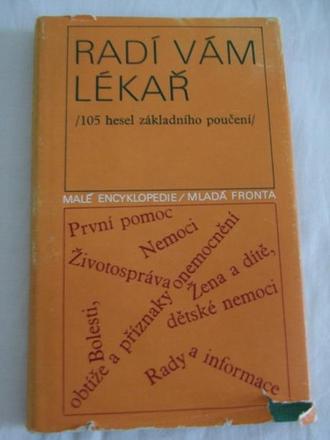 RADÍ VÁM
LÉKAŘ
/105 hesel základního poučení/
MALÉ ENCYKLOPEDIE/MLADÁ FRONTA
První pomoc
Nemoci
Životospráva
Bolesti,
obtíže a příznaky onemocnění
Žena a dítě,
dětské nemoci
Rady a informace